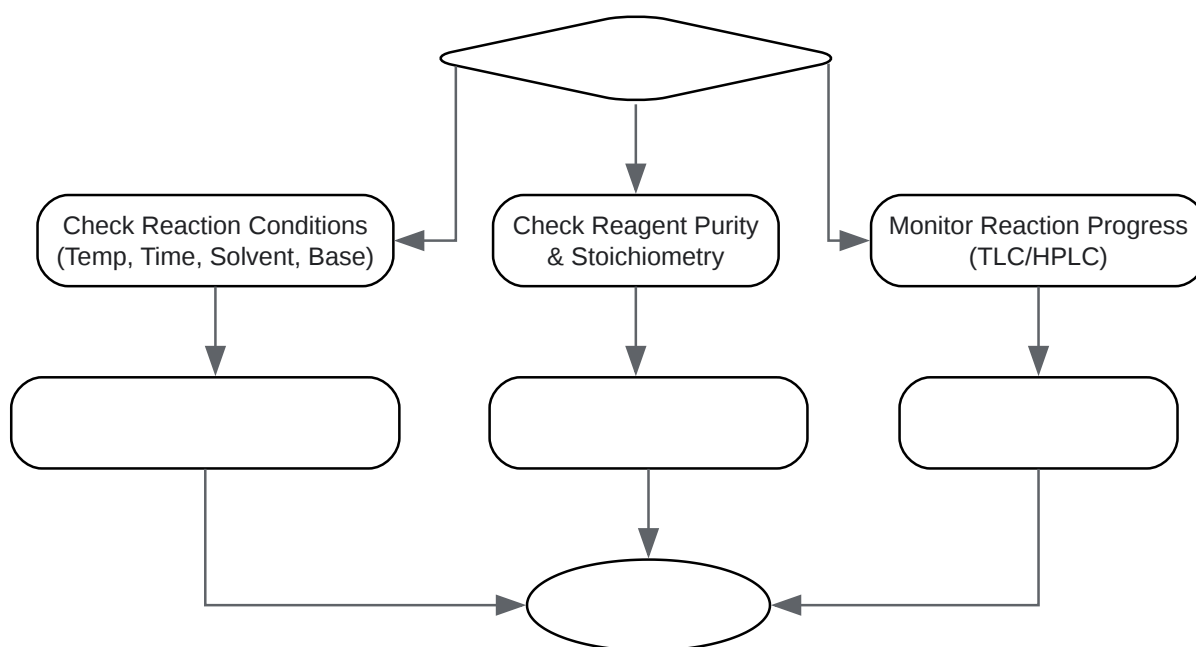 Check Reaction Conditions
(Temp, Time, Solvent, Base)
Check Reagent Purity
& Stoichiometry
Monitor Reaction Progress
(TLC/HPLC)